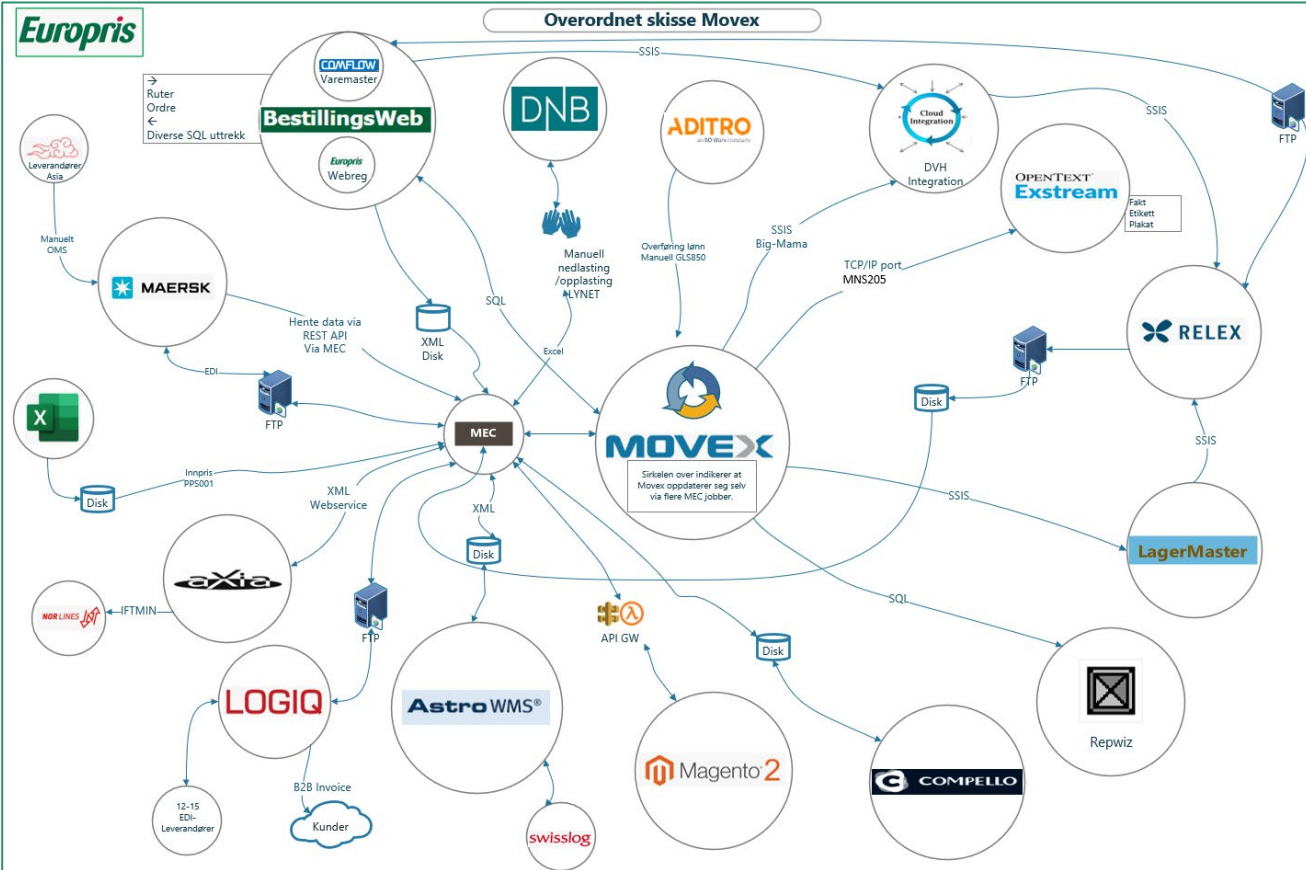 Europris
Overordnet skisse Movex
COMFLOW
Varemaster
BestillingsWeb
Europris
Webreg
→
Ruter
Ordre
←
Diverse SQL uttrekk
SSIS
DNB
ADITRO
Cloud
Integration
DVH
Integration
SSIS
FTP
OPENTEXT
Exstream
Fakt
Etikett
Plakat
Leverandører
Asia
Manuelt
OMS
MAERSK
Manuell
nedlasting
/opplasting
LYNET
Overføring lønn
Manuell GLS850
SSIS
Big-Mama
TCP/IP port
MNS205
SQL
Hente data via
REST API
Via MEC
XML
Disk
Excel
RELEX
FTP
EDI
FTP
Disk
X
MEC
MOVEX
Sirkelen over indikerer at
Movex oppdaterer seg selv
via flere MEC jobber.
SSIS
Innpris
PPS001
Disk
SSIS
XML
Webservice
XML
Disk
LagerMaster
aXia
SQL
NOR LINES
IFTMIN
FTP
API GW
Disk
LOGIQ
Astro WMS®
Magento 2
Repwiz
COMPELLO
B2B Invoice
12-15
EDI-
Leverandører
Kunder
swisslog